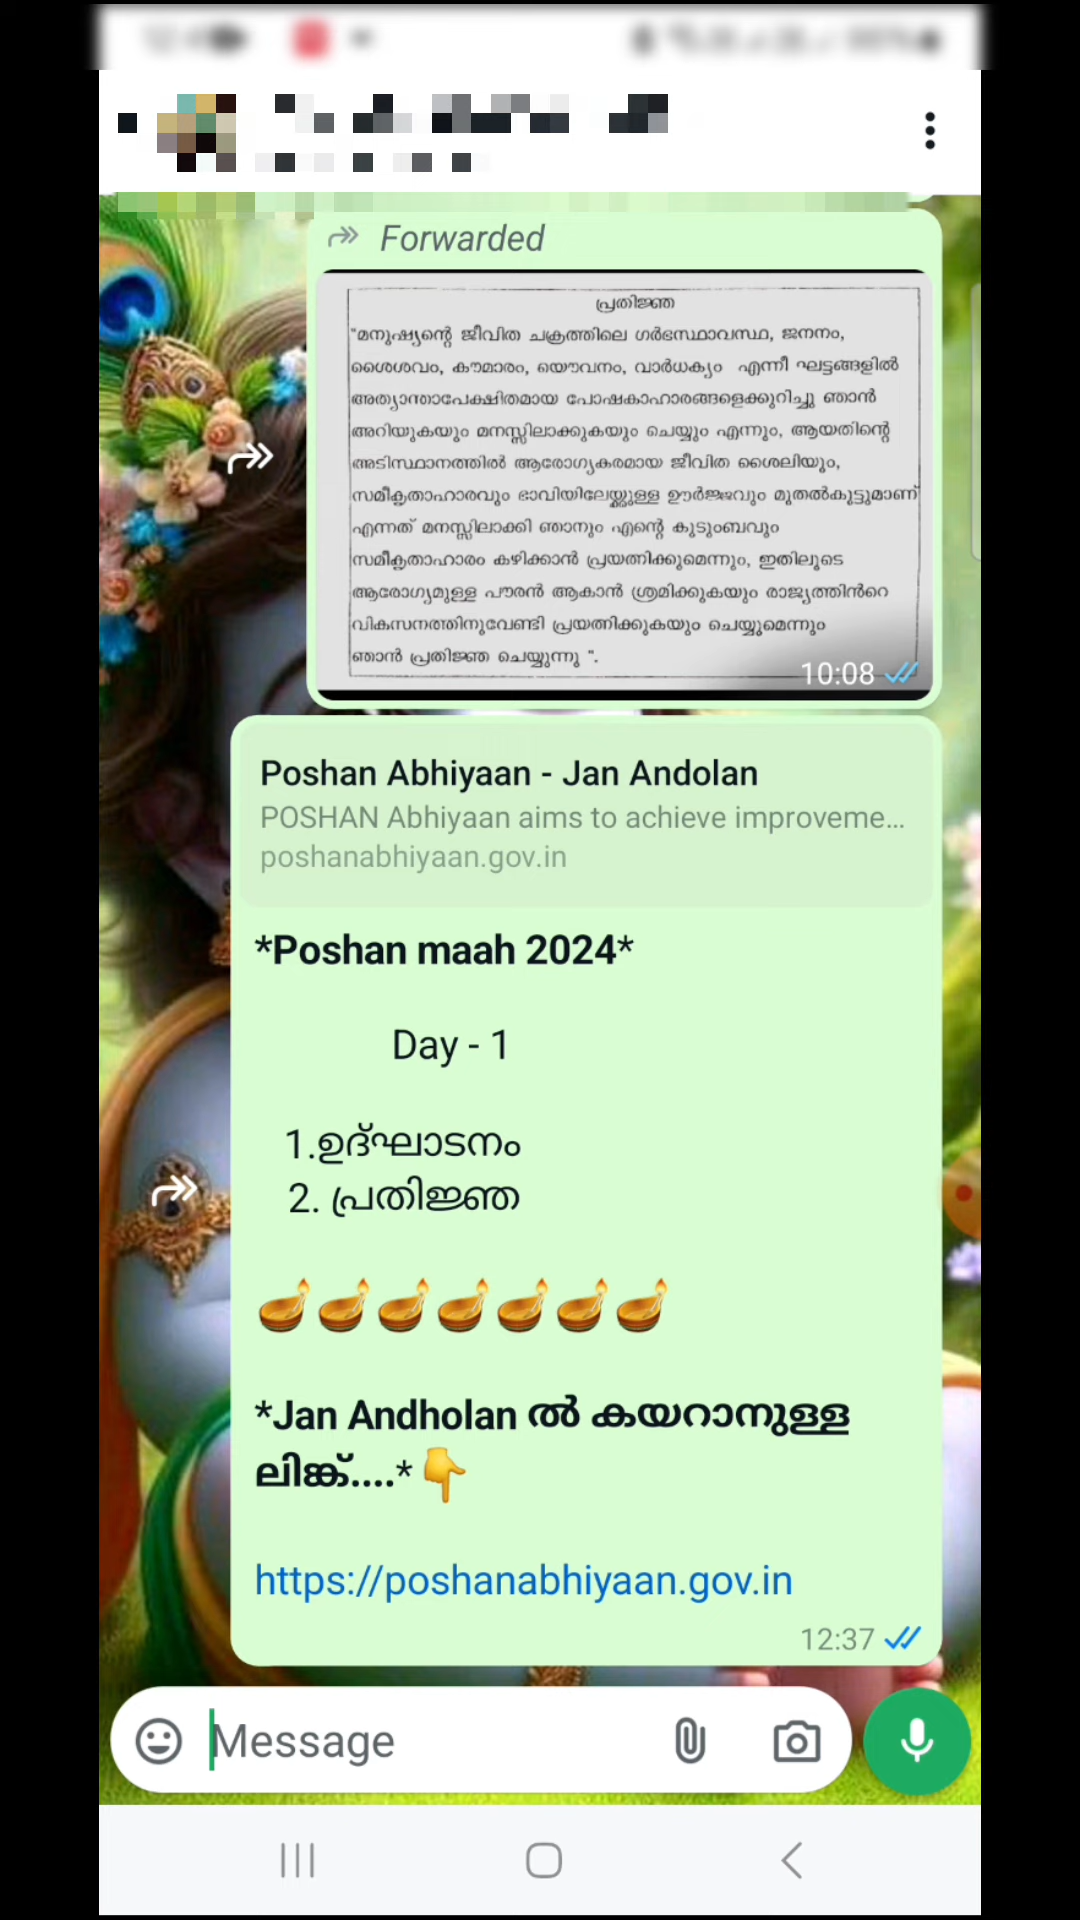 Forwarded
പ്രതിജ്ഞ
"മനുഷ്യന്റെ ജീവിത ചക്രത്തിലെ ഗർഭസ്ഥാവസ്ഥ, ജനനം,
ശൈശവം, കൗമാരം, യൌവനം, വാർധക്യം എന്നീ ഘട്ടങ്ങളിൽ
അത്യാന്താപേക്ഷിതമായ പോഷകാഹാരങ്ങളെക്കുറിച്ചു ഞാൻ
അറിയുകയും മനസ്സിലാക്കുകയും ചെയ്യും എന്നും, ആയതിന്റെ
അടിസ്ഥാനത്തിൽ ആരോഗ്യകരമായ ജീവിത ശൈലിയും,
സമീകൃതാഹാരവും ഭാവിയിലേയ്ക്കുള്ള ഊർജ്ജവും മുതൽകൂട്ടുമാണ്
എന്നത് മനസ്സിലാക്കി ഞാനും എന്റെ കുടുംബവും
സമീകൃതാഹാരം കഴിക്കാൻ പ്രയത്നിക്കുമെന്നും, ഇതിലൂടെ
ആരോഗ്യമുള്ള പൗരൻ ആകാൻ ശ്രമിക്കുകയും രാജ്യത്തിൻറെ
വികസനത്തിനുവേണ്ടി പ്രയത്നിക്കുകയും ചെയ്യുമെന്നും
ഞാൻ പ്രതിജ്ഞ ചെയ്യുന്നു ".
10:08
Poshan Abhiyaan - Jan Andolan
POSHAN Abhiyaan aims to achieve improveme...
poshanabhiyaan.gov.in
*Poshan maah 2024*
Day - 1
1.ഉദ്ഘാടനം
2. പ്രതിജ്ഞ
🪔🪔🪔🪔🪔🪔🪔
*Jan Andholan ൽ കയറാനുള്ള
ലിങ്ക്....*👇
https://poshanabhiyaan.gov.in
12:37
Message